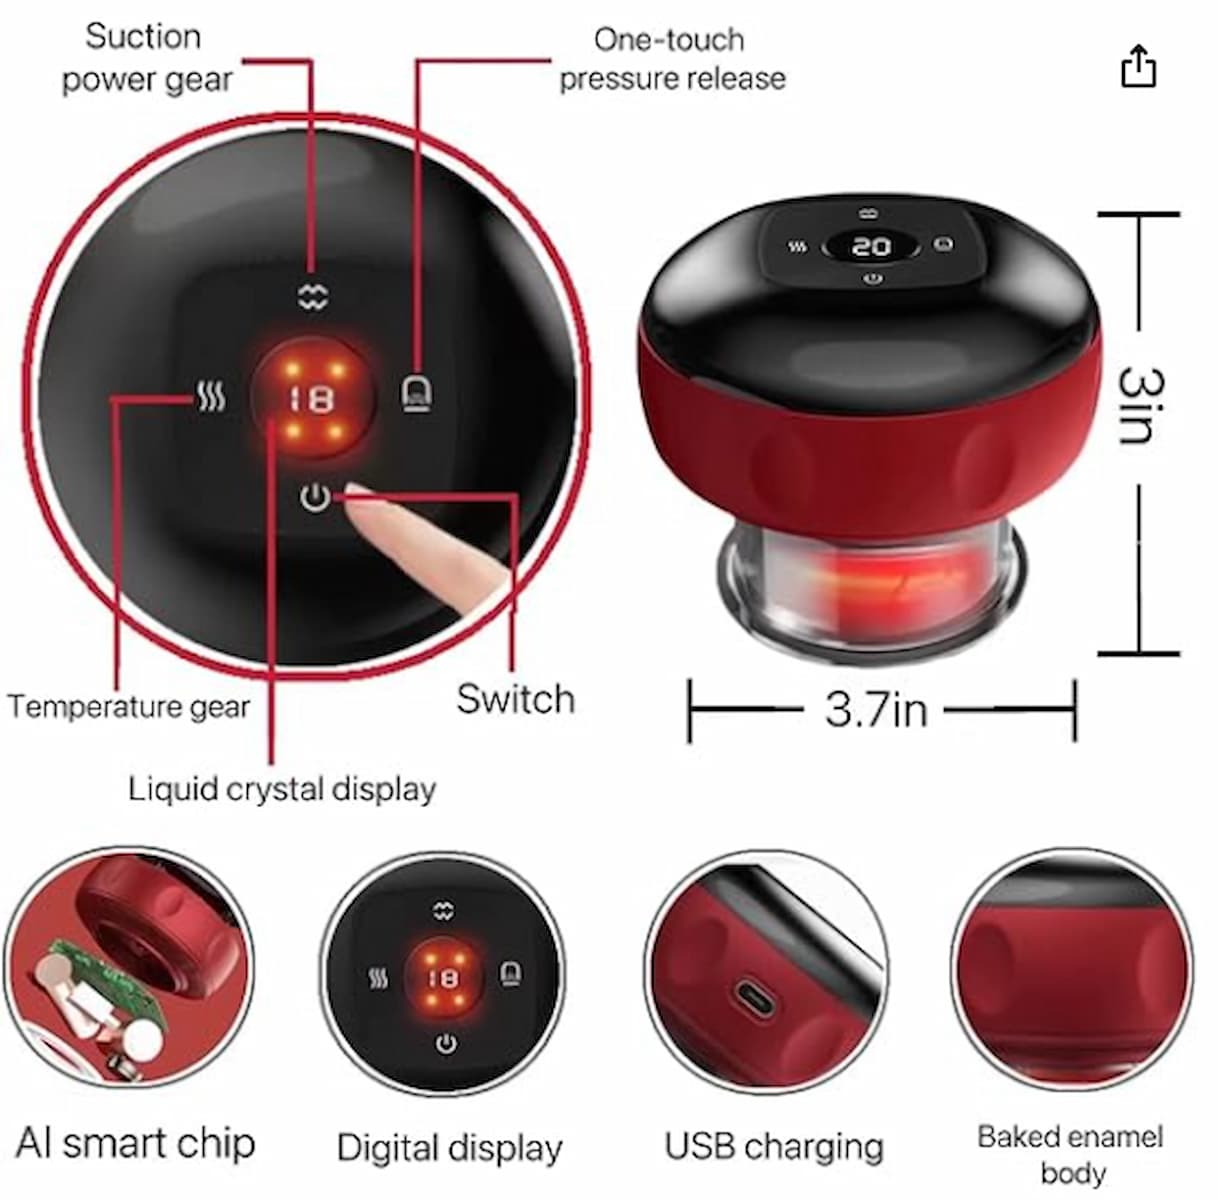 Suction
power gear
One-touch
pressure release
18
20
3in
Temperature gear
Switch
3.7in
Liquid crystal display
18
AI smart chip
Digital display
USB charging
Baked enamel
body